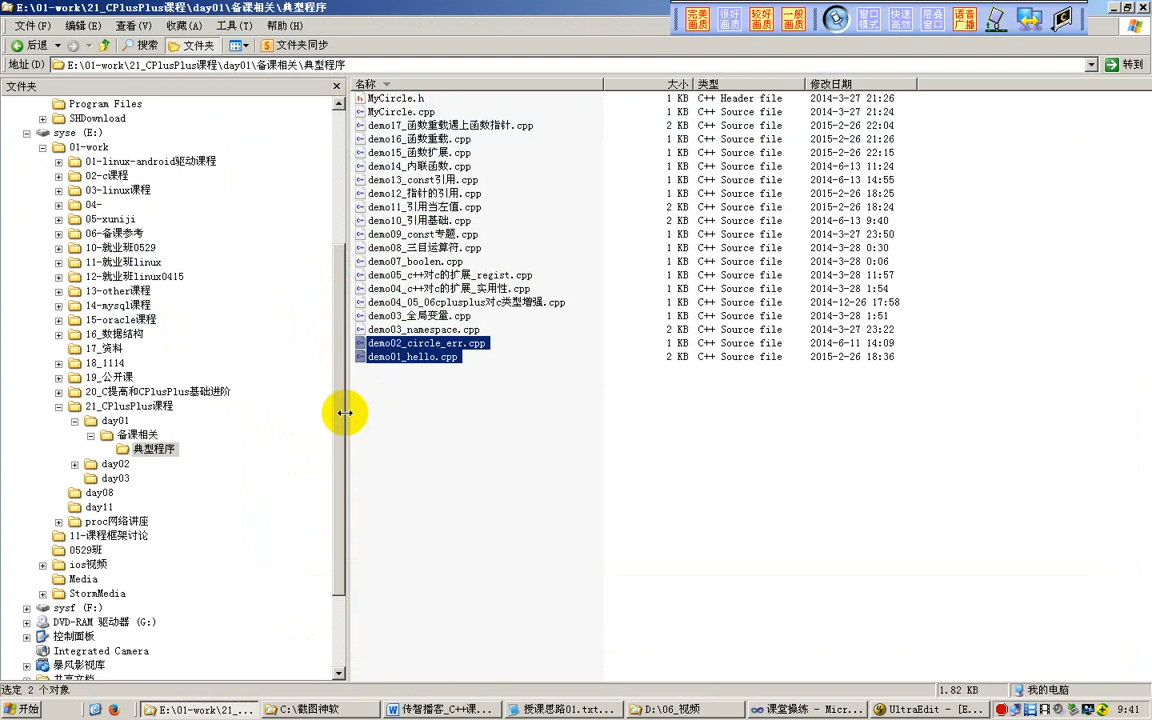 E:\01-work\21_CPlusPlus课程\day01\备课相关\典型程序
完美画质 很好画质 较好画质 一般画质 窗口模式 快速高效 层叠窗口 语音广播
文件(F) 编辑(E) 查看(V) 收藏(A) 工具(T) 帮助(H)
后退 搜索 文件夹 文件夹同步
地址(D) E:\01-work\21_CPlusPlus课程\day01\备课相关\典型程序 转到
文件夹
Program Files
SHDownload
syse (E:)
01-work
01-linux-android驱动课程
02-c课程
03-linux课程
04-
05-xuniji
06-备课参考
10-就业班0529
11-就业班linux
12-就业班linux0415
13-other课程
14-mysql课程
15-oracle课程
16_数据结构
17_资料
18_1114
19_公开课
20_C提高和CPlusPlus基础进阶
21_CPlusPlus课程
day01
备课相关
典型程序
day02
day03
day08
day11
proc网络讲座
11-课程框架讨论
0529班
ios视频
Media
StormMedia
sysf (F:)
DVD-RAM 驱动器 (G:)
控制面板
Integrated Camera
暴风影视库
名称 大小 类型 修改日期
MyCircle.h 1 KB C++ Header file 2014-3-27 21:26
MyCircle.cpp 1 KB C++ Source file 2014-3-27 21:24
demo17_函数重载遇上函数指针.cpp 2 KB C++ Source file 2015-2-26 22:04
demo16_函数重载.cpp 1 KB C++ Source file 2015-2-26 21:26
demo15_函数扩展.cpp 1 KB C++ Source file 2015-2-26 22:15
demo14_内联函数.cpp 1 KB C++ Source file 2014-6-13 11:24
demo13_const引用.cpp 1 KB C++ Source file 2014-6-13 14:55
demo12_指针的引用.cpp 1 KB C++ Source file 2015-2-26 18:25
demo11_引用当左值.cpp 2 KB C++ Source file 2015-2-26 18:24
demo10_引用基础.cpp 2 KB C++ Source file 2014-6-13 9:40
demo09_const专题.cpp 1 KB C++ Source file 2014-3-27 23:50
demo08_三目运算符.cpp 1 KB C++ Source file 2014-3-28 0:30
demo07_boolen.cpp 1 KB C++ Source file 2014-3-28 0:06
demo05_c++对c的扩展_regist.cpp 1 KB C++ Source file 2014-3-28 11:57
demo04_c++对c的扩展_实用性.cpp 1 KB C++ Source file 2014-3-28 1:54
demo04_05_06cplusplus对c类型增强.cpp 1 KB C++ Source file 2014-12-26 17:58
demo03_全局变量.cpp 1 KB C++ Source file 2014-3-28 1:51
demo03_namespace.cpp 2 KB C++ Source file 2014-3-27 23:22
demo02_circle_err.cpp 1 KB C++ Source file 2014-6-11 14:09
demo01_hello.cpp 2 KB C++ Source file 2015-2-26 18:36
选定 2 个对象 1.82 KB 我的电脑
开始 E:\01-work\21_... C:\截图神软 传智播客_C++课... 授课思路01.txt... D:\06_视频 课堂操练 - Micr... UltraEdit - [E... 9:41